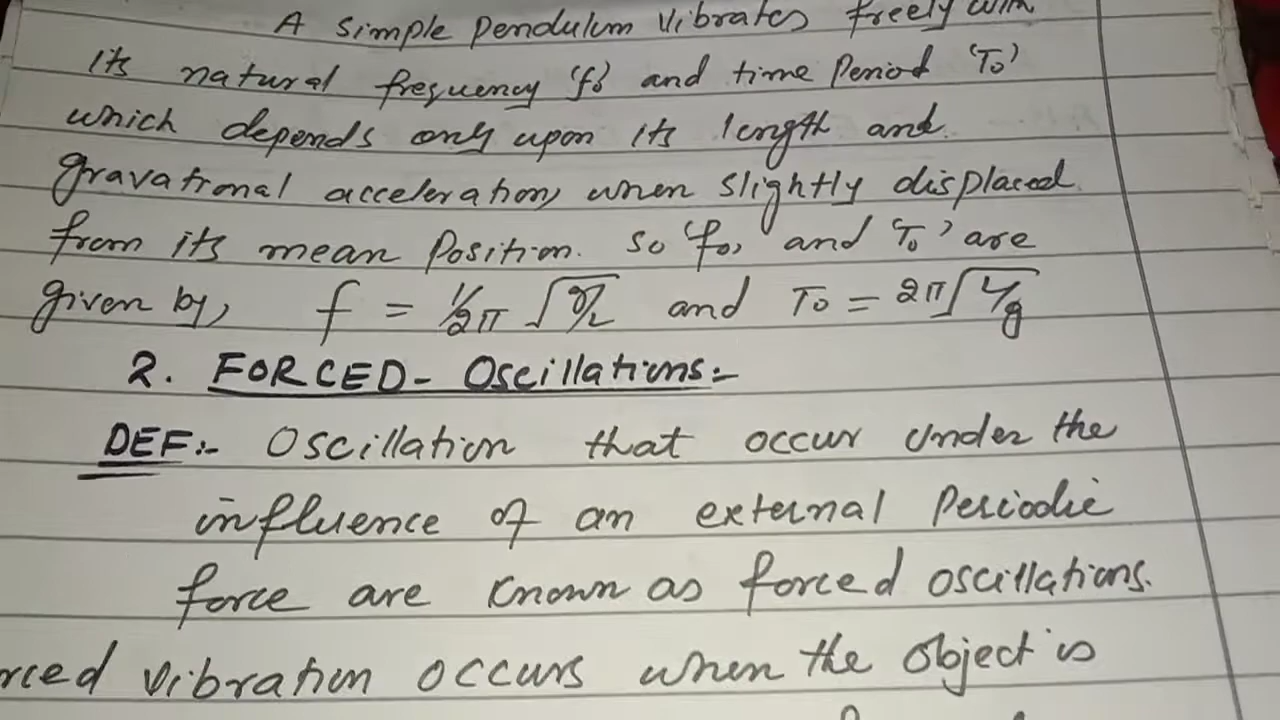 A simple pendulum vibrates freely with
its natural frequency 'f₀' and time Period 'T₀'
which depends only upon its length and
gravational acceleration, when slightly displaced
from its mean Position. so 'f₀' and 'T₀' are
given by, f = 1/2π √g/L and T₀ = 2π√L/g
2. FORCED- Oscillations:-
DEF:- Oscillation that occur under the
influence of an external Periodic
force are known as forced oscillations.
rced vibration occurs when the object is